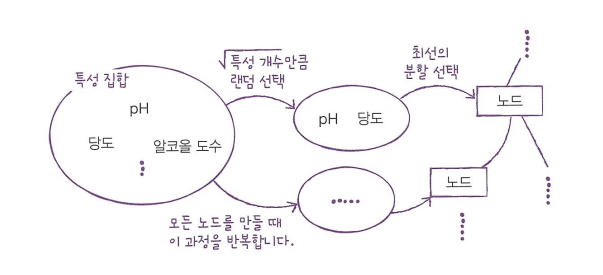 특성 집합
pH
당도
알코올 도수
√특성 개수만큼
랜덤 선택
pH 당도
최선의
분할 선택
노드
노드
모든 노드를 만들 때
이 과정을 반복합니다.